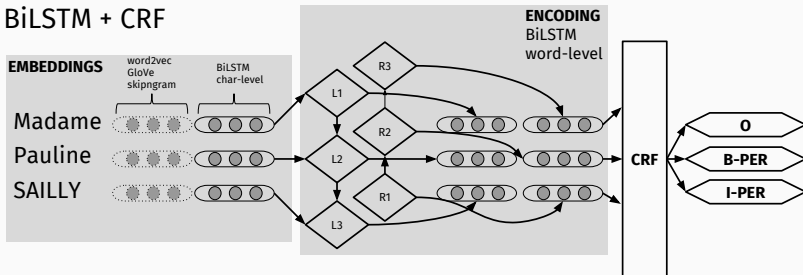 BiLSTM + CRF
ENCODING
BiLSTM
word-level
EMBEDDINGS
word2vec
GloVe
skipngram
BiLSTM
char-level
Madame
Pauline
SAILLY
L1
L2
L3
R3
R2
R1
CRF
O
B-PER
I-PER